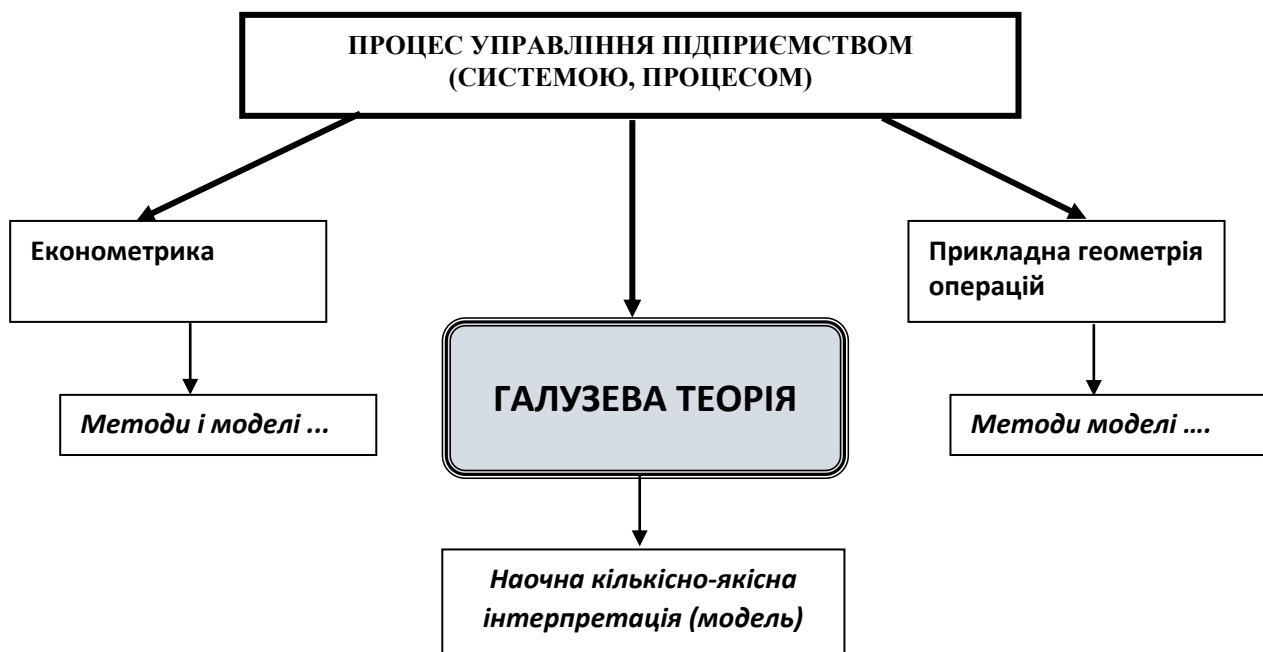 ПРОЦЕС УПРАВЛІННЯ ПІДПРИЄМСТВОМ
(СИСТЕМОЮ, ПРОЦЕСОМ)
Економетрика
Прикладна геометрія
операцій
ГАЛУЗЕВА ТЕОРІЯ
Методи і моделі ...
Методи моделі ....
Наочна кількісно-якісна
інтерпретація (модель)